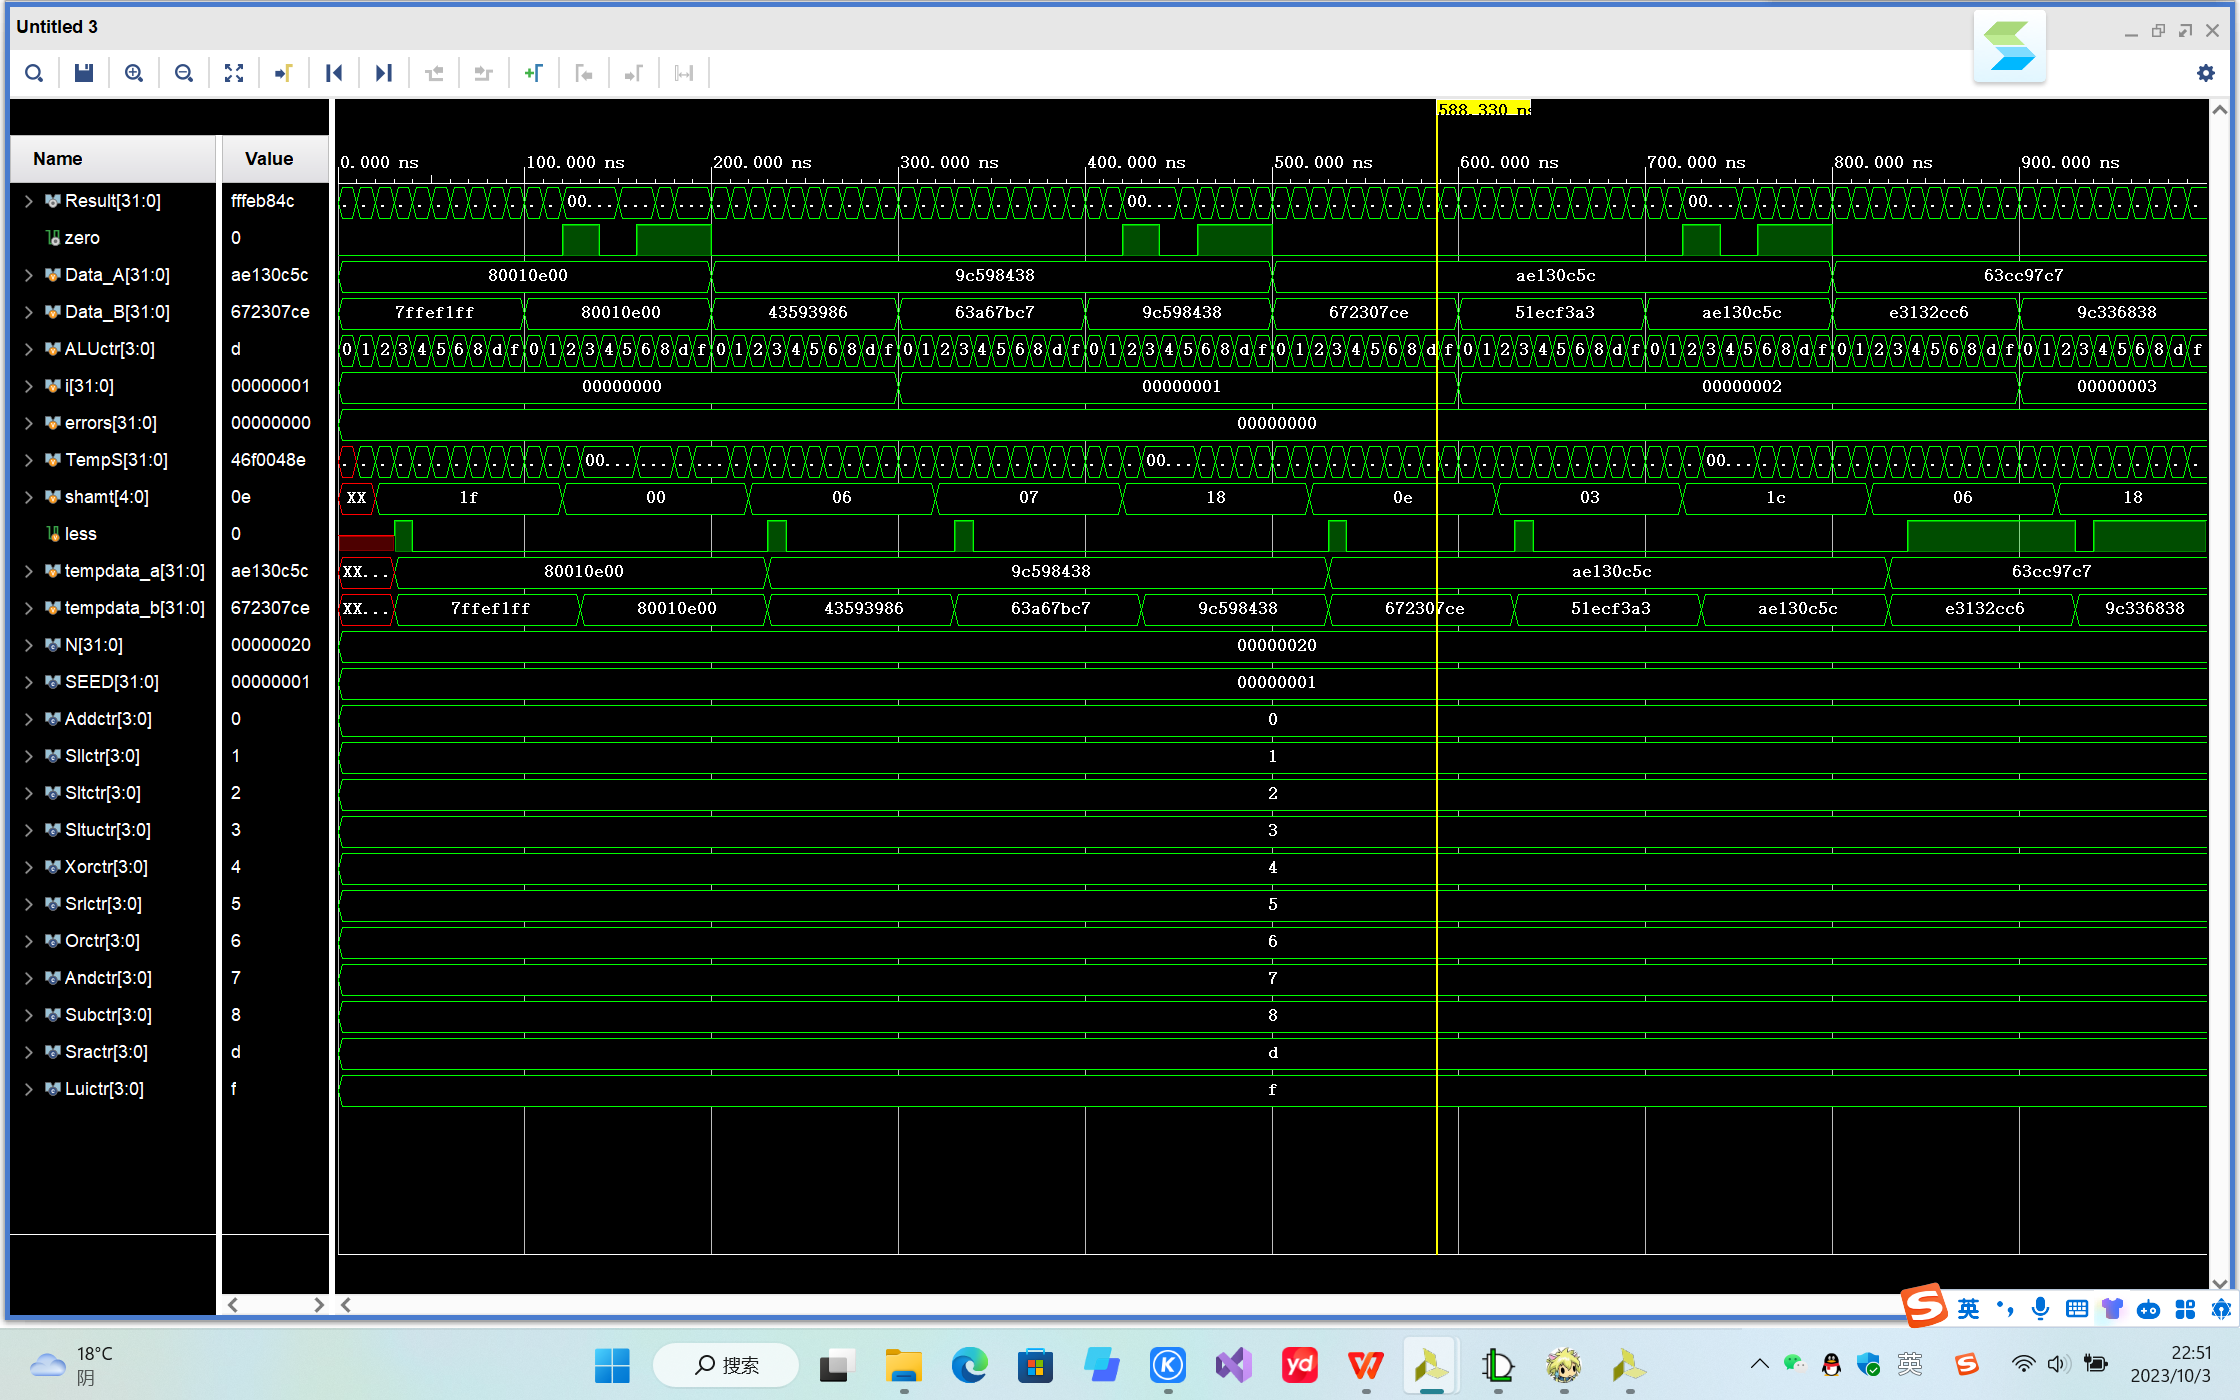 Untitled 3
588.330 ns
Name Value 0.000 ns 100.000 ns 200.000 ns 300.000 ns 400.000 ns 500.000 ns 600.000 ns 700.000 ns 800.000 ns 900.000 ns
Result[31:0] fffeb84c 00... 00... 00...
zero 0
Data_A[31:0] ae130c5c 80010e00 9c598438 ae130c5c 63cc97c7
Data_B[31:0] 672307ce 7ffef1ff 80010e00 43593986 63a67bc7 9c598438 672307ce 51ecf3a3 ae130c5c e3132cc6 9c336838
ALUctr[3:0] d 0 1 2 3 4 5 6 8 d f 0 1 2 3 4 5 6 8 d f 0 1 2 3 4 5 6 8 d f 0 1 2 3 4 5 6 8 d f 0 1 2 3 4 5 6 8 d f 0 1 2 3 4 5 6 8 d f 0 1 2 3 4 5 6 8 d f 0 1 2 3 4 5 6 8 d f 0 1 2 3 4 5 6 8 d f 0 1 2 3 4 5 6 8 d f
i[31:0] 00000001 00000000 00000001 00000002 00000003
errors[31:0] 00000000 00000000
TempS[31:0] 46f0048e 00... 00... 00...
shamt[4:0] 0e XX 1f 00 06 07 18 0e 03 1c 06 18
less 0
tempdata_a[31:0] ae130c5c XX... 80010e00 9c598438 ae130c5c 63cc97c7
tempdata_b[31:0] 672307ce XX... 7ffef1ff 80010e00 43593986 63a67bc7 9c598438 672307ce 51ecf3a3 ae130c5c e3132cc6 9c336838
N[31:0] 00000020 00000020
SEED[31:0] 00000001 00000001
Addctr[3:0] 0 0
Sllctr[3:0] 1 1
Sltctr[3:0] 2 2
Sltuctr[3:0] 3 3
Xorctr[3:0] 4 4
Srlctr[3:0] 5 5
Orctr[3:0] 6 6
Andctr[3:0] 7 7
Subctr[3:0] 8 8
Sractr[3:0] d d
Luictr[3:0] f f
英
18°C
阴
搜索
yd
英
22:51
2023/10/3